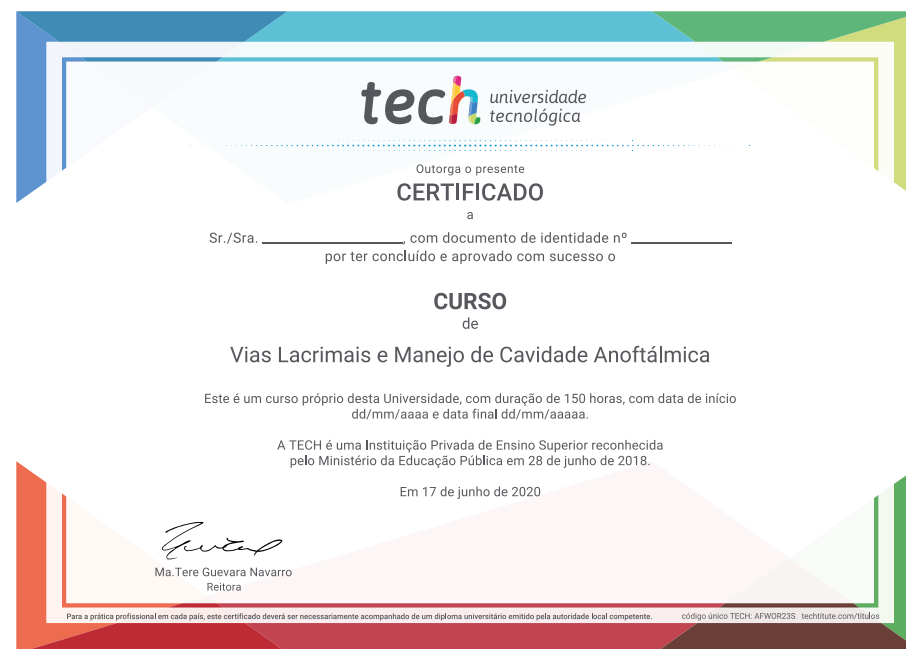 tech universidade
tecnológica
Outorga o presente
CERTIFICADO
a
Sr./Sra. ________________, com documento de identidade nº ____________
por ter concluído e aprovado com sucesso o
CURSO
de
Vias Lacrimais e Manejo de Cavidade Anoftálmica
Este é um curso próprio desta Universidade, com duração de 150 horas, com data de início
dd/mm/aaaa e data final dd/mm/aaaaa.
A TECH é uma Instituição Privada de Ensino Superior reconhecida
pelo Ministério da Educação Pública em 28 de junho de 2018.
Em 17 de junho de 2020
Ma.Tere Guevara Navarro
Reitora
Para a prática profissional em cada país, este certificado deverá ser necessariamente acompanhado de um diploma universitário emitido pela autoridade local competente. código único TECH: AFWOR23S techtitute.com/titulos